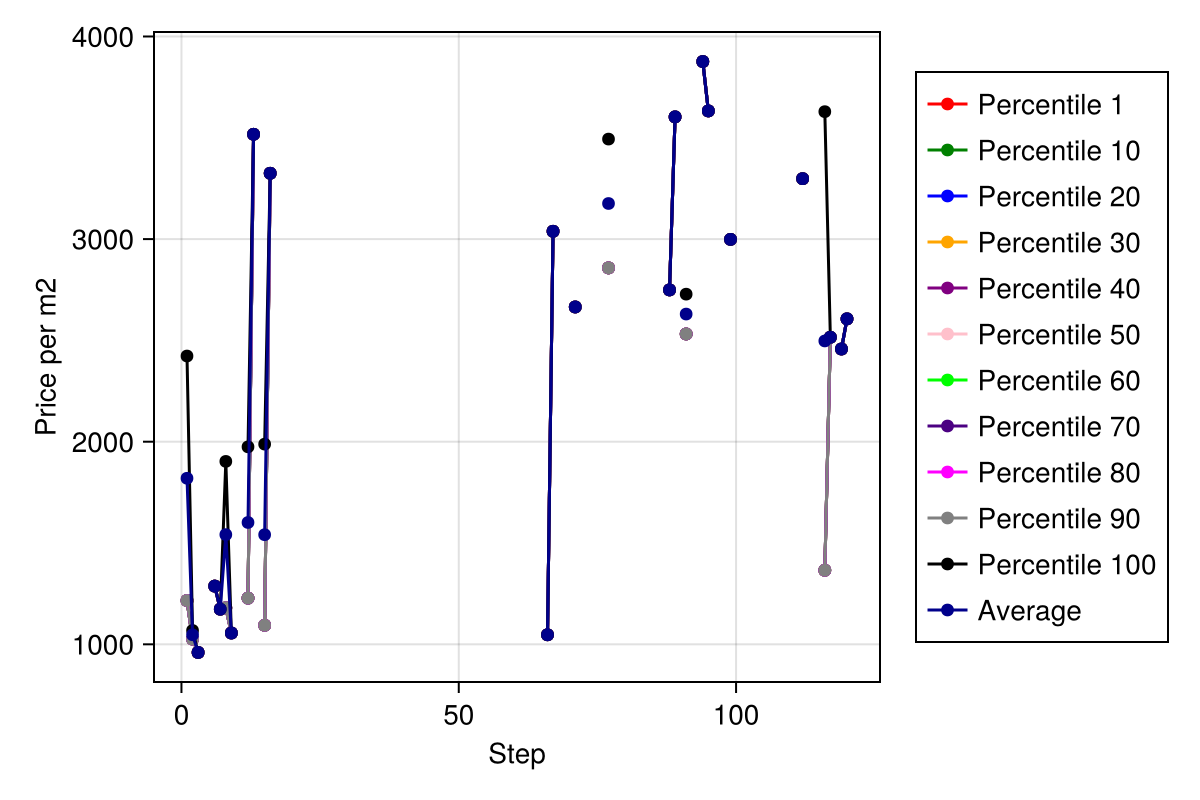 4000
3000
2000
1000
Price per m2
0 50 100
Step
Percentile 1
Percentile 10
Percentile 20
Percentile 30
Percentile 40
Percentile 50
Percentile 60
Percentile 70
Percentile 80
Percentile 90
Percentile 100
Average